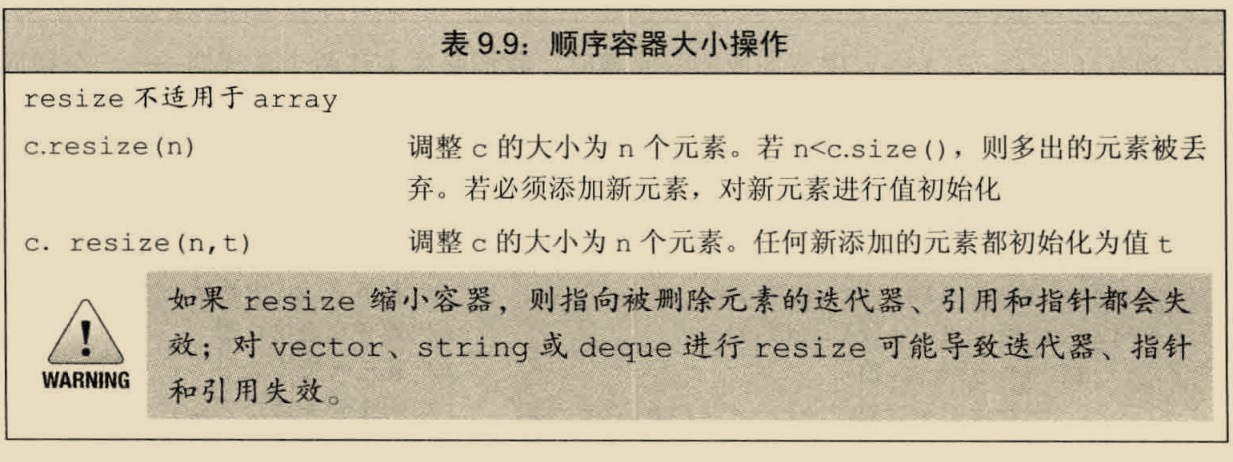 表 9.9：顺序容器大小操作
resize 不适用于 array
c.resize(n) 调整 c 的大小为 n 个元素。若 n<c.size()，则多出的元素被丢
弃。若必须添加新元素，对新元素进行值初始化
c. resize(n,t) 调整 c 的大小为 n 个元素。任何新添加的元素都初始化为值 t
如果 resize 缩小容器，则指向被删除元素的迭代器、引用和指针都会失
效；对 vector、string 或 deque 进行 resize 可能导致迭代器、指针
和引用失效。
WARNING